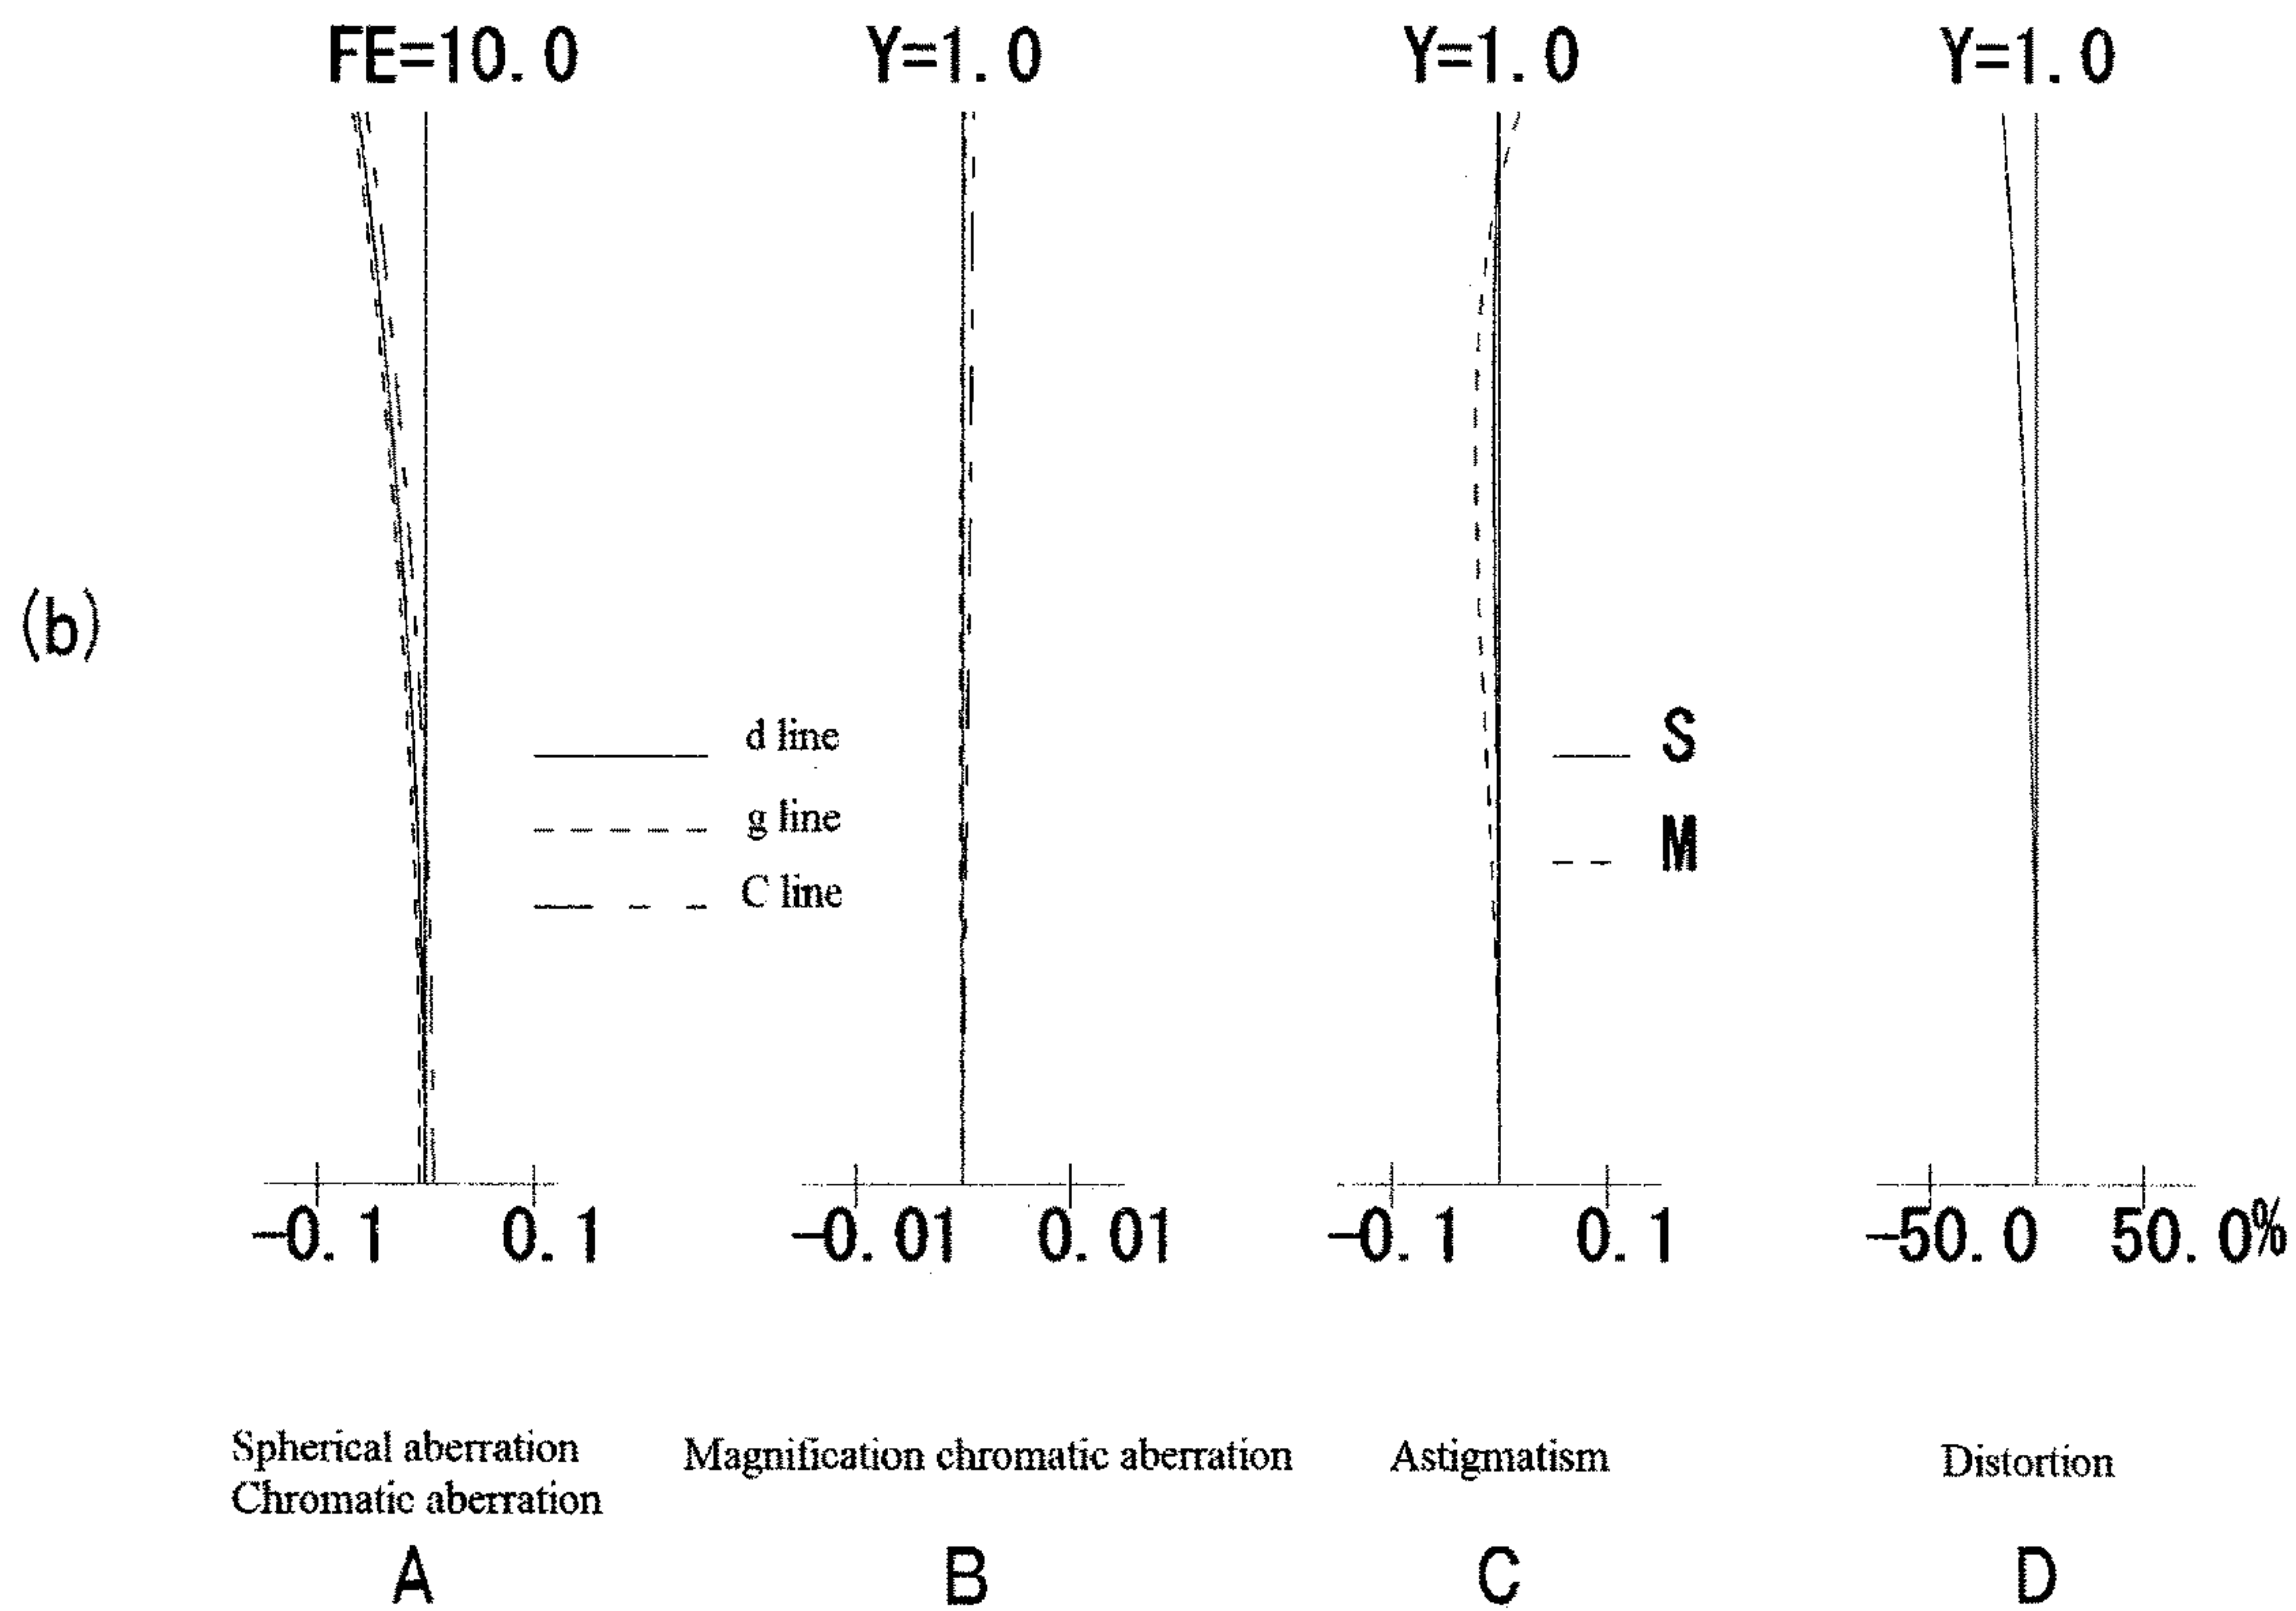 FE=10.0 Y=1.0 Y=1.0 Y=1.0
(b)
d line
g line
C line
S
M
-0.1 0.1 -0.01 0.01 -0.1 0.1 -50.0 50.0%
Spherical aberration
Chromatic aberration
Magnification chromatic aberration
Astigmatism
Distortion
A B C D